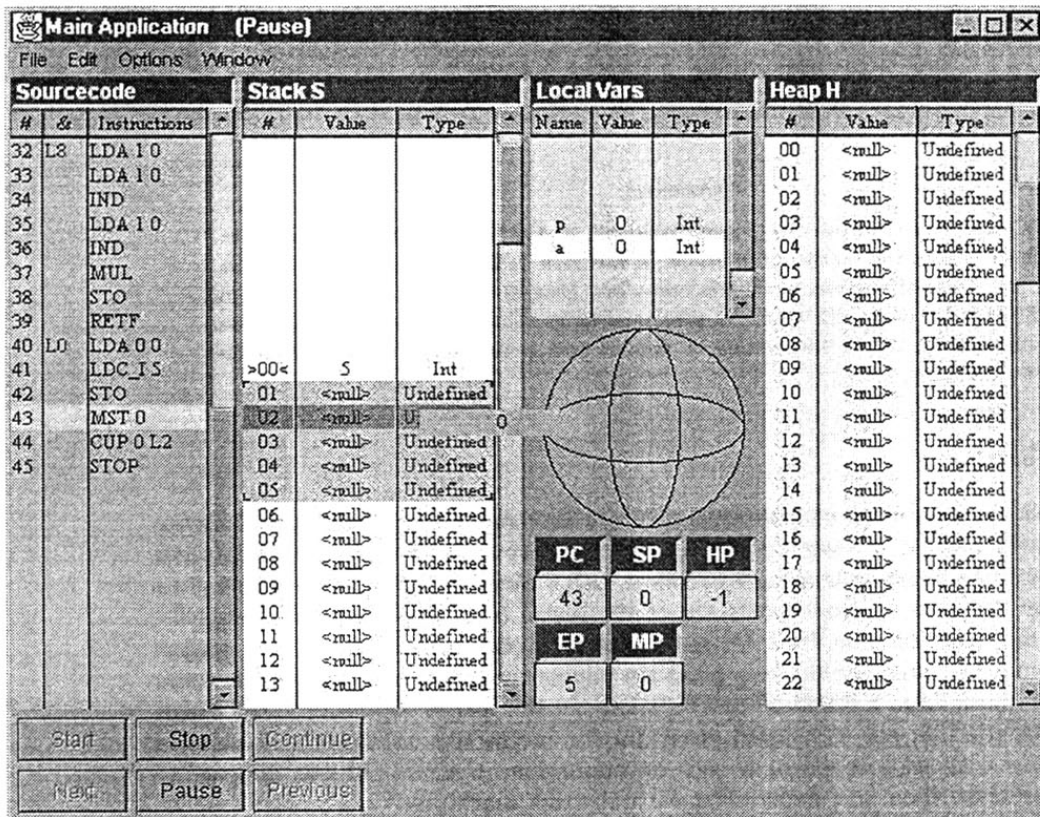 Main Application (Pause)
File Edit Options Window
Sourcecode
# & Instructions
32 L3 LDA 1 0
33 LDA 1 0
34 IND
35 LDA 1 0
36 IND
37 MUL
38 STO
39 RETF
40 L0 LDA 0 0
41 LDC_I 5
42 STO
43 MST 0
44 CUP 0 L2
45 STOP
Stack S
# Value Type
>00< 5 Int
01 <null> Undefined
02 <null> U 0
03 <null> Undefined
04 <null> Undefined
05 <null> Undefined
06 <null> Undefined
07 <null> Undefined
08 <null> Undefined
09 <null> Undefined
10 <null> Undefined
11 <null> Undefined
12 <null> Undefined
13 <null> Undefined
Local Vars
Name Value Type
p 0 Int
a 0 Int
PC SP HP
43 0 -1
EP MP
5 0
Heap H
# Value Type
00 <null> Undefined
01 <null> Undefined
02 <null> Undefined
03 <null> Undefined
04 <null> Undefined
05 <null> Undefined
06 <null> Undefined
07 <null> Undefined
08 <null> Undefined
09 <null> Undefined
10 <null> Undefined
11 <null> Undefined
12 <null> Undefined
13 <null> Undefined
14 <null> Undefined
15 <null> Undefined
16 <null> Undefined
17 <null> Undefined
18 <null> Undefined
19 <null> Undefined
20 <null> Undefined
21 <null> Undefined
22 <null> Undefined
Start Stop Continue
Next Pause Previous